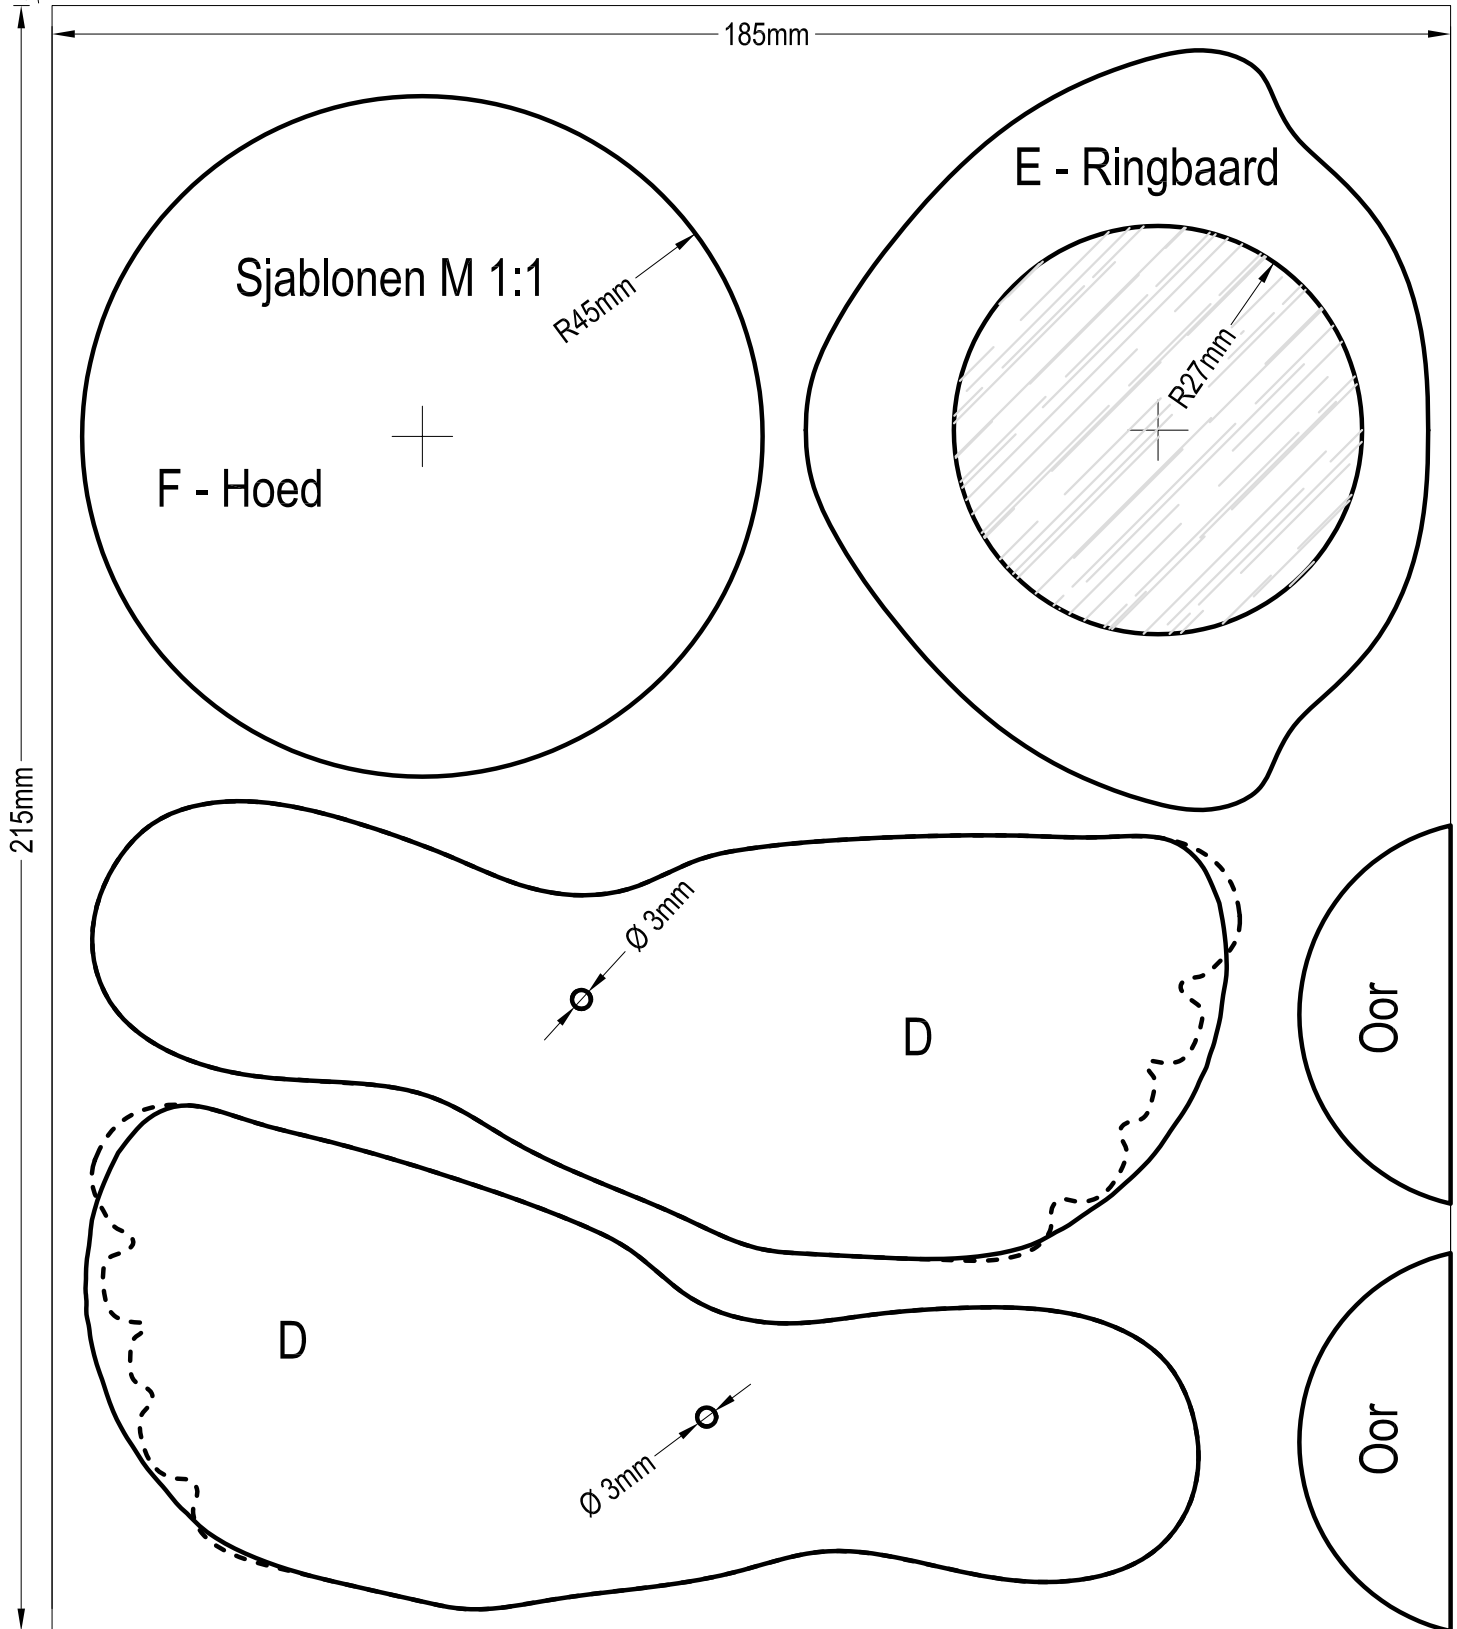 185mm
E - Ringbaard
Sjablonen M 1:1
R45mm
R27mm
F - Hoed
215mm
Ø 3mm
D
Oor
D
Ø 3mm
Oor